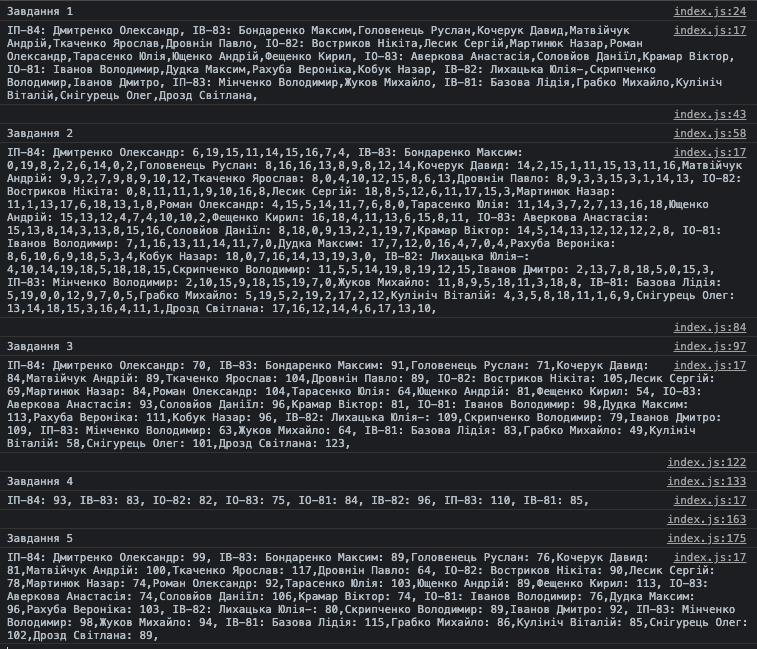 Завдання 1 index.js:24
ІП-84: Дмитренко Олександр, ІВ-83: Бондаренко Максим,Головенець Руслан,Кочерук Давид,Матвійчук index.js:17
Андрій,Ткаченко Ярослав,Дровнін Павло, ІО-82: Востриков Нікіта,Лесик Сергій,Мартинюк Назар,Роман
Олександр,Тарасенко Юлія,Ющенко Андрій,Фещенко Кирил, ІО-83: Аверкова Анастасія,Соловйов Даніїл,Крамар Віктор,
ІО-81: Іванов Володимир,Дудка Максим,Рахуба Вероніка,Кобук Назар, ІВ-82: Лихацька Юлія-,Скрипченко
Володимир,Іванов Дмитро, ІП-83: Мінченко Володимир,Жуков Михайло, ІВ-81: Базова Лідія,Грабко Михайло,Кулініч
Віталій,Снігурець Олег,Дрозд Світлана,
index.js:43
Завдання 2 index.js:58
ІП-84: Дмитренко Олександр: 6,19,15,11,14,15,16,7,4, ІВ-83: Бондаренко Максим: index.js:17
0,19,8,2,2,6,14,0,2,Головенець Руслан: 8,16,16,13,8,9,8,12,14,Кочерук Давид: 14,2,15,1,11,15,13,11,16,Матвійчук
Андрій: 9,9,2,7,9,8,9,10,12,Ткаченко Ярослав: 8,0,4,10,12,15,8,6,13,Дровнін Павло: 8,9,3,3,15,3,1,14,13, ІО-82:
Востриков Нікіта: 0,8,11,11,1,9,10,16,8,Лесик Сергій: 18,8,5,12,6,11,17,15,3,Мартинюк Назар:
11,1,13,17,6,18,13,1,8,Роман Олександр: 4,15,5,14,11,7,6,8,0,Тарасенко Юлія: 11,14,3,7,2,7,13,16,18,Ющенко
Андрій: 15,13,12,4,7,4,10,10,2,Фещенко Кирил: 16,18,4,11,13,6,15,8,11, ІО-83: Аверкова Анастасія:
15,13,8,14,3,13,8,15,16,Соловйов Даніїл: 8,18,0,9,13,2,1,19,7,Крамар Віктор: 14,5,14,13,12,12,12,2,8, ІО-81:
Іванов Володимир: 7,1,16,13,11,14,11,7,0,Дудка Максим: 17,7,12,0,16,4,7,0,4,Рахуба Вероніка:
8,6,10,6,9,18,5,3,4,Кобук Назар: 18,0,7,16,14,13,19,3,0, ІВ-82: Лихацька Юлія-:
4,10,14,19,18,5,18,18,15,Скрипченко Володимир: 11,5,5,14,19,8,19,12,15,Іванов Дмитро: 2,13,7,8,18,5,0,15,3,
ІП-83: Мінченко Володимир: 2,10,15,9,18,15,19,7,0,Жуков Михайло: 11,8,9,5,18,11,3,18,8, ІВ-81: Базова Лідія:
5,19,0,0,12,9,7,0,5,Грабко Михайло: 5,19,5,2,19,2,17,2,12,Кулініч Віталій: 4,3,5,8,18,11,1,6,9,Снігурець Олег:
13,14,18,15,3,16,4,11,1,Дрозд Світлана: 17,16,12,14,4,6,17,13,10,
index.js:84
Завдання 3 index.js:97
ІП-84: Дмитренко Олександр: 70, ІВ-83: Бондаренко Максим: 91,Головенець Руслан: 71,Кочерук Давид: index.js:17
84,Матвійчук Андрій: 89,Ткаченко Ярослав: 104,Дровнін Павло: 89, ІО-82: Востриков Нікіта: 105,Лесик Сергій:
69,Мартинюк Назар: 84,Роман Олександр: 104,Тарасенко Юлія: 64,Ющенко Андрій: 81,Фещенко Кирил: 54, ІО-83:
Аверкова Анастасія: 93,Соловйов Даніїл: 96,Крамар Віктор: 81, ІО-81: Іванов Володимир: 98,Дудка Максим:
113,Рахуба Вероніка: 111,Кобук Назар: 96, ІВ-82: Лихацька Юлія-: 109,Скрипченко Володимир: 79,Іванов Дмитро:
109, ІП-83: Мінченко Володимир: 63,Жуков Михайло: 64, ІВ-81: Базова Лідія: 83,Грабко Михайло: 49,Кулініч
Віталій: 58,Снігурець Олег: 101,Дрозд Світлана: 123,
index.js:122
Завдання 4 index.js:133
ІП-84: 93, ІВ-83: 83, ІО-82: 82, ІО-83: 75, ІО-81: 84, ІВ-82: 96, ІП-83: 110, ІВ-81: 85, index.js:17
index.js:163
Завдання 5 index.js:175
ІП-84: Дмитренко Олександр: 99, ІВ-83: Бондаренко Максим: 89,Головенець Руслан: 76,Кочерук Давид: index.js:17
81,Матвійчук Андрій: 100,Ткаченко Ярослав: 117,Дровнін Павло: 64, ІО-82: Востриков Нікіта: 90,Лесик Сергій:
78,Мартинюк Назар: 74,Роман Олександр: 92,Тарасенко Юлія: 103,Ющенко Андрій: 89,Фещенко Кирил: 113, ІО-83:
Аверкова Анастасія: 74,Соловйов Даніїл: 106,Крамар Віктор: 74, ІО-81: Іванов Володимир: 76,Дудка Максим:
96,Рахуба Вероніка: 103, ІВ-82: Лихацька Юлія-: 80,Скрипченко Володимир: 89,Іванов Дмитро: 92, ІП-83: Мінченко
Володимир: 98,Жуков Михайло: 94, ІВ-81: Базова Лідія: 115,Грабко Михайло: 86,Кулініч Віталій: 85,Снігурець Олег:
102,Дрозд Світлана: 89,